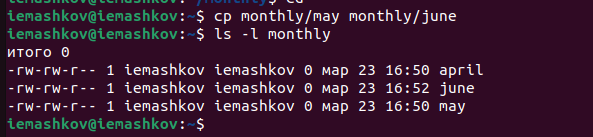 iemashkov@iemashkov:~$ cp monthly/may monthly/june
iemashkov@iemashkov:~$ ls -l monthly
итого 0
-rw-rw-r-- 1 iemashkov iemashkov 0 мар 23 16:50 april
-rw-rw-r-- 1 iemashkov iemashkov 0 мар 23 16:52 june
-rw-rw-r-- 1 iemashkov iemashkov 0 мар 23 16:50 may
iemashkov@iemashkov:~$